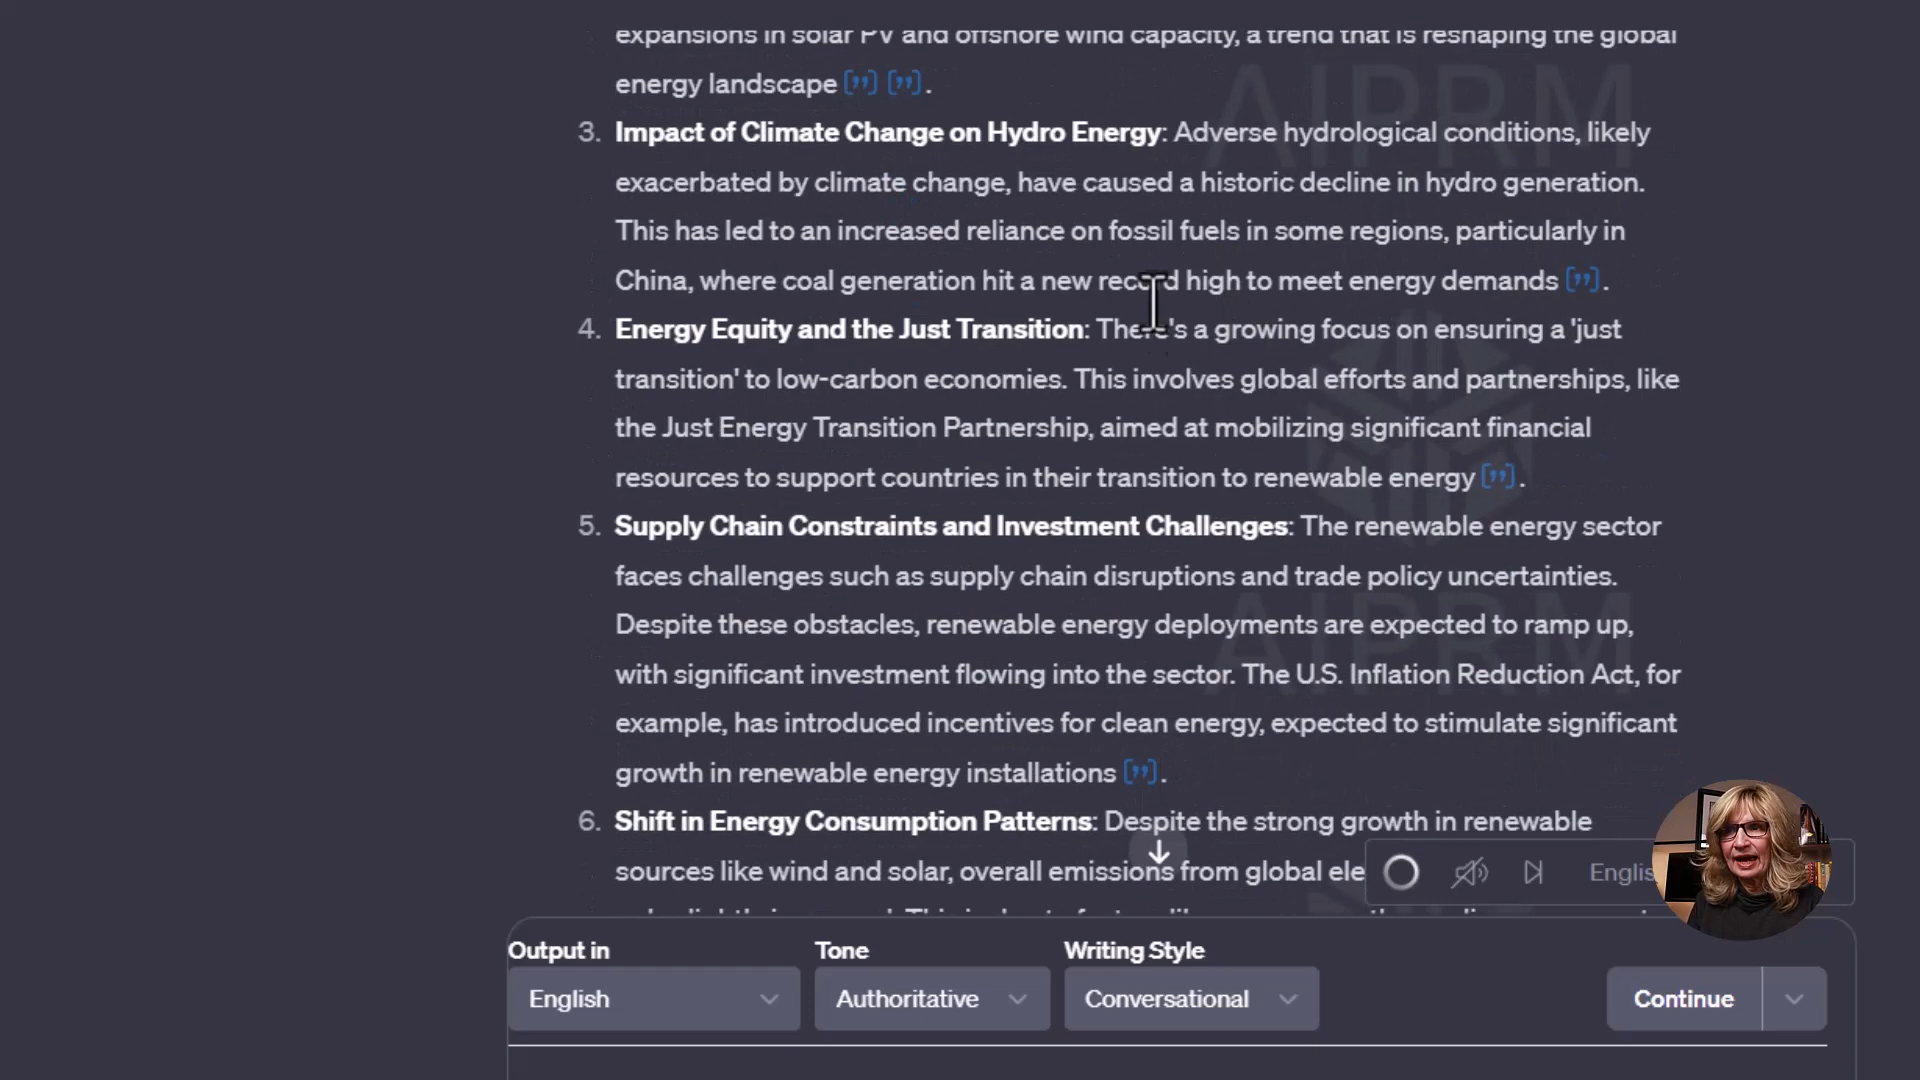 expansions in solar PV and offshore wind capacity, a trend that is reshaping the global
energy landscape ["] ["] .
3. Impact of Climate Change on Hydro Energy: Adverse hydrological conditions, likely
exacerbated by climate change, have caused a historic decline in hydro generation.
This has led to an increased reliance on fossil fuels in some regions, particularly in
China, where coal generation hit a new record high to meet energy demands ["] .
4. Energy Equity and the Just Transition: There's a growing focus on ensuring a 'just
transition' to low-carbon economies. This involves global efforts and partnerships, like
the Just Energy Transition Partnership, aimed at mobilizing significant financial
resources to support countries in their transition to renewable energy ["] .
5. Supply Chain Constraints and Investment Challenges: The renewable energy sector
faces challenges such as supply chain disruptions and trade policy uncertainties.
Despite these obstacles, renewable energy deployments are expected to ramp up,
with significant investment flowing into the sector. The U.S. Inflation Reduction Act, for
example, has introduced incentives for clean energy, expected to stimulate significant
growth in renewable energy installations ["] .
6. Shift in Energy Consumption Patterns: Despite the strong growth in renewable
sources like wind and solar, overall emissions from global ele
Englis
Output in
Tone
Writing Style
English
Authoritative
Conversational
Continue
AIPRM
AIPRM